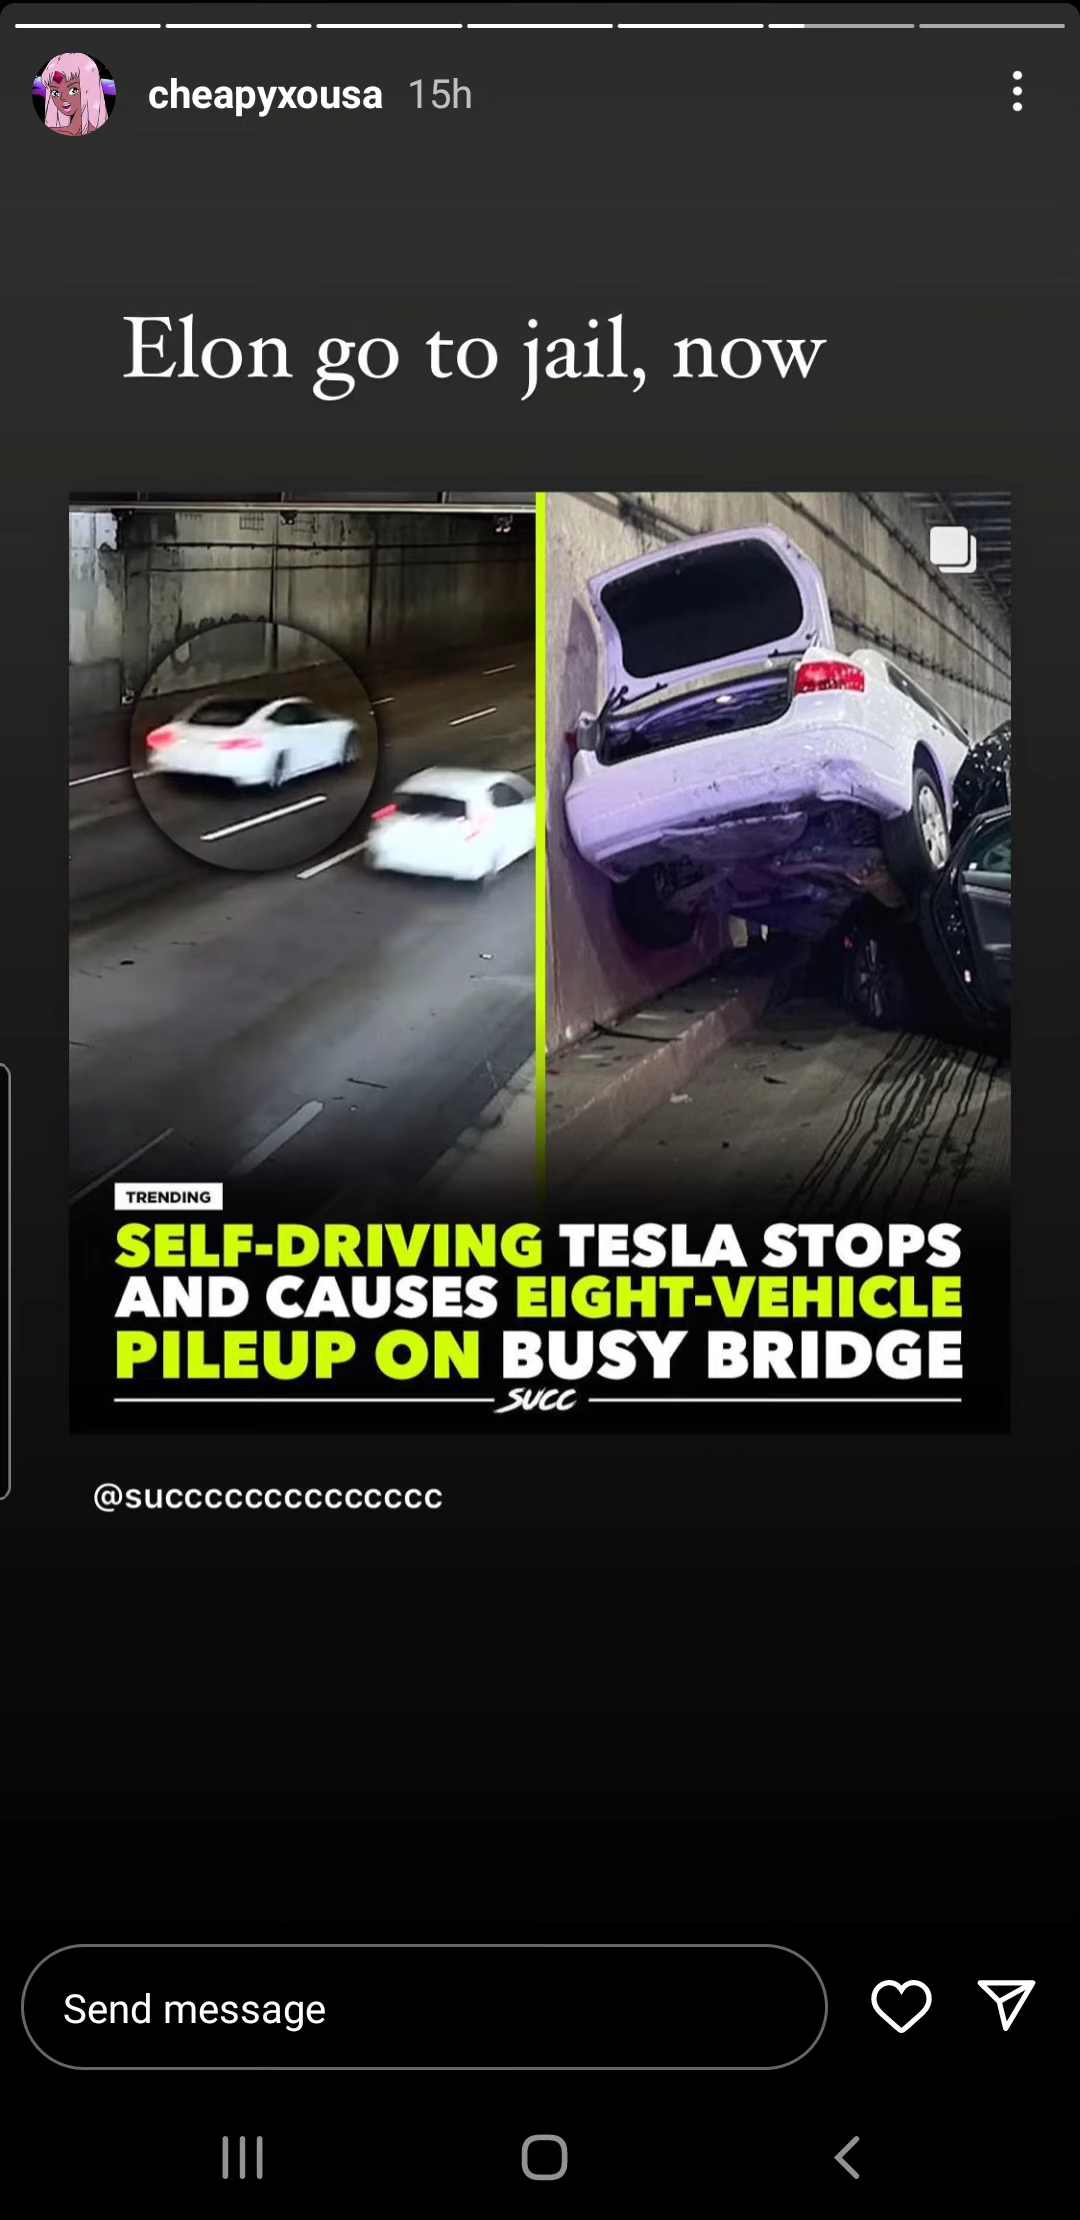 cheapyxousa 15h
Elon go to jail, now
TRENDING
SELF-DRIVING TESLA STOPS
AND CAUSES EIGHT-VEHICLE
PILEUP ON BUSY BRIDGE
SUCC
@succcccccccccccccc
Send message